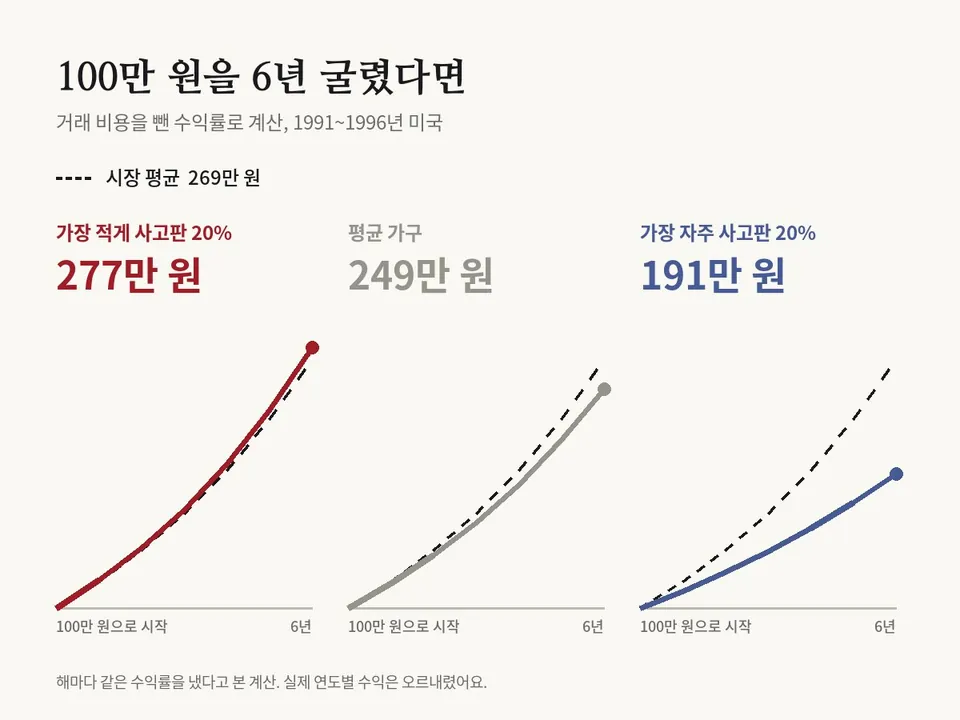 100만 원을 6년 굴렸다면
거래 비용을 뺀 수익률로 계산, 1991~1996년 미국
시장 평균 269만 원
가장 적게 사고판 20%
277만 원
평균 가구
249만 원
가장 자주 사고판 20%
191만 원
100만 원으로 시작 6년
100만 원으로 시작 6년
100만 원으로 시작 6년
해마다 같은 수익률을 냈다고 본 계산. 실제 연도별 수익은 오르내렸어요.